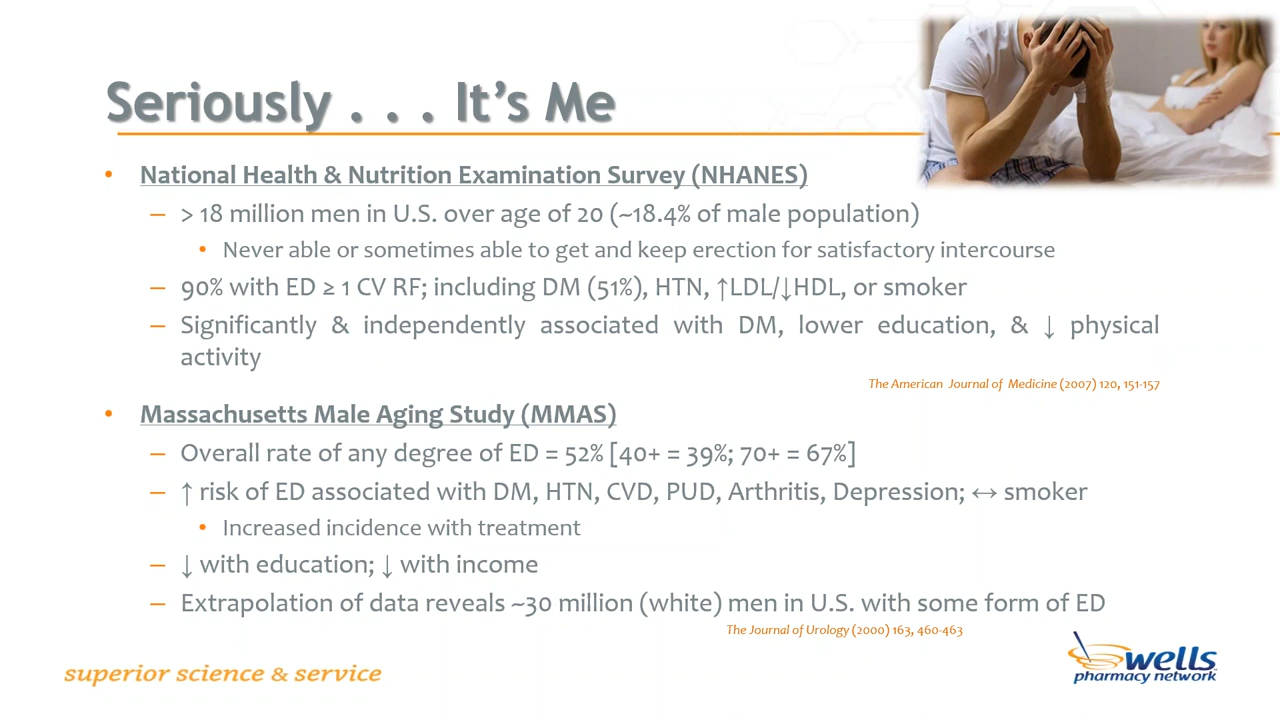 Seriously . . . It's Me
• National Health & Nutrition Examination Survey (NHANES)
– > 18 million men in U.S. over age of 20 (~18.4% of male population)
• Never able or sometimes able to get and keep erection for satisfactory intercourse
– 90% with ED ≥ 1 CV RF; including DM (51%), HTN, ↑LDL/↓HDL, or smoker
– Significantly & independently associated with DM, lower education, & ↓ physical
activity
The American Journal of Medicine (2007) 120, 151-157
• Massachusetts Male Aging Study (MMAS)
– Overall rate of any degree of ED = 52% [40+ = 39%; 70+ = 67%]
– ↑ risk of ED associated with DM, HTN, CVD, PUD, Arthritis, Depression; ↔ smoker
• Increased incidence with treatment
– ↓ with education; ↓ with income
– Extrapolation of data reveals ~30 million (white) men in U.S. with some form of ED
The Journal of Urology (2000) 163, 460-463
superior science & service
wells
pharmacy network